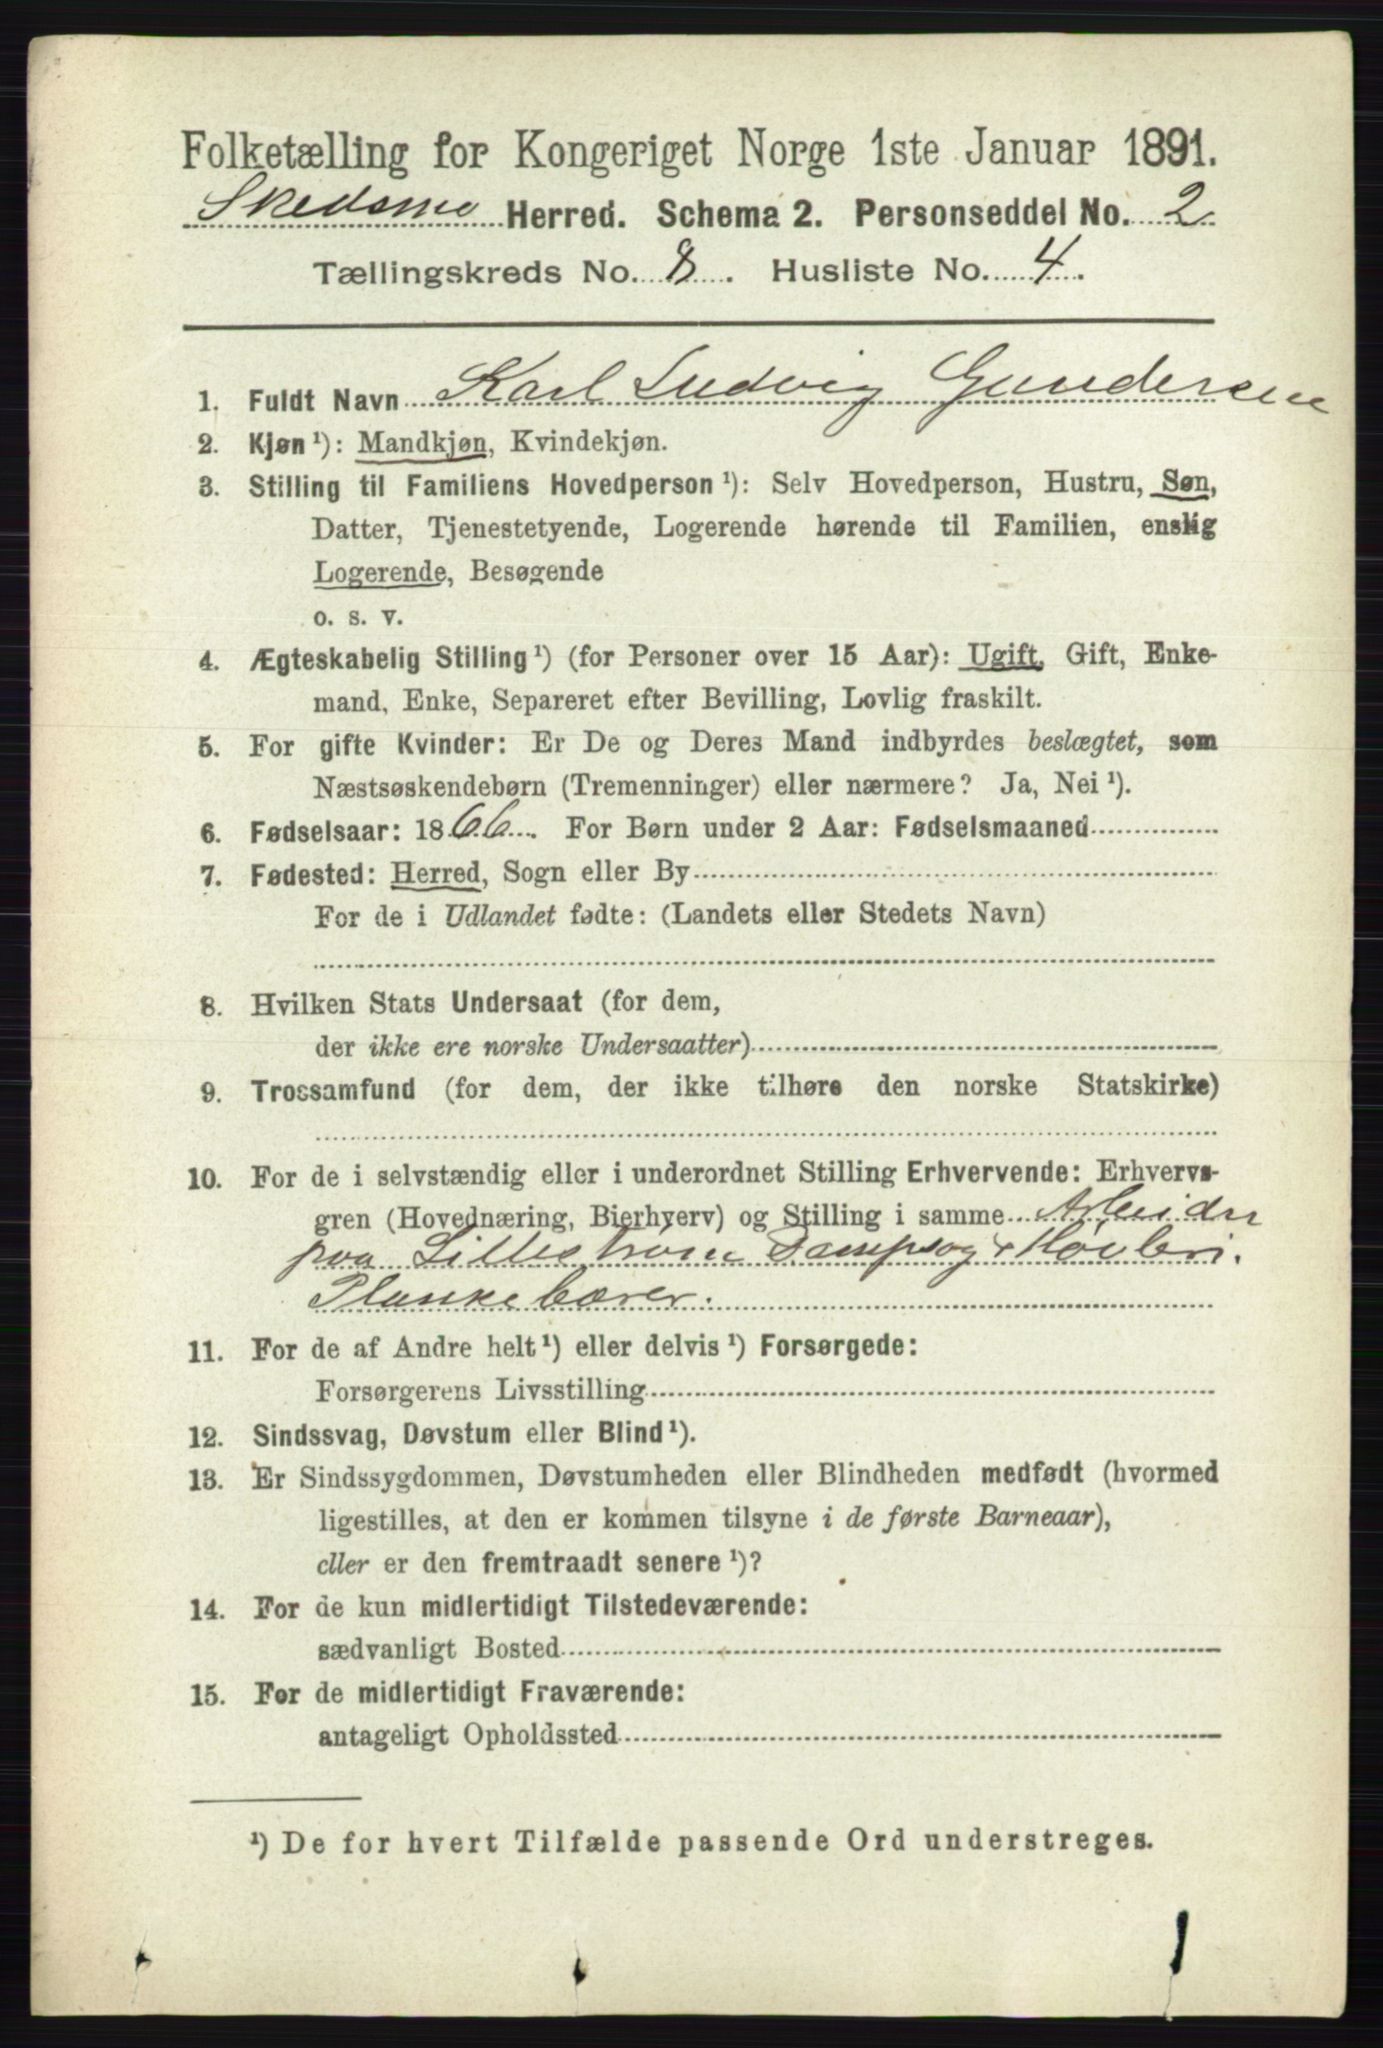 Folketælling for Kongeriget Norge 1ste Januar 1891.
Skedsmo Herred. Schema 2. Personseddel No. 2
Tællingskreds No. 8. Husliste No. 4.
1. Fuldt Navn Karl Ludvig Gundersen
2. Kjøn ¹): Mandkjøn, Kvindekjøn.
3. Stilling til Familiens Hovedperson ¹): Selv Hovedperson, Hustru, Søn,
Datter, Tjenestetyende, Logerende hørende til Familien, enslig
Logerende, Besøgende
o. s. v.
4. Ægteskabelig Stilling ¹) (for Personer over 15 Aar): Ugift, Gift, Enke-
mand, Enke, Separeret efter Bevilling, Lovlig fraskilt.
5. For gifte Kvinder: Er De og Deres Mand indbyrdes beslægtet, som
Næstsøskendebørn (Tremenninger) eller nærmere? Ja, Nei ¹).
6. Fødselsaar: 1866. For Børn under 2 Aar: Fødselsmaaned
7. Fødested: Herred, Sogn eller By
For de i Udlandet fødte: (Landets eller Stedets Navn)
8. Hvilken Stats Undersaat (for dem,
der ikke ere norske Undersaatter)
9. Trossamfund (for dem, der ikke tilhøre den norske Statskirke)
10. For de i selvstændig eller i underordnet Stilling Erhvervende: Erhvervs-
gren (Hovednæring, Bierhverv) og Stilling i samme Arbeider
paa Lillestrøm Dampsag & Høvleri.
Plankebærer.
11. For de af Andre helt ¹) eller delvis ¹) Forsørgede:
Forsørgerens Livsstilling
12. Sindssvag, Døvstum eller Blind ¹).
13. Er Sindssygdommen, Døvstumheden eller Blindheden medfødt (hvormed
ligestilles, at den er kommen tilsyne i de første Barneaar),
eller er den fremtraadt senere ¹)?
14. For de kun midlertidigt Tilstedeværende:
sædvanligt Bosted
15. For de midlertidigt Fraværende:
antageligt Opholdssted
¹) De for hvert Tilfælde passende Ord understreges.